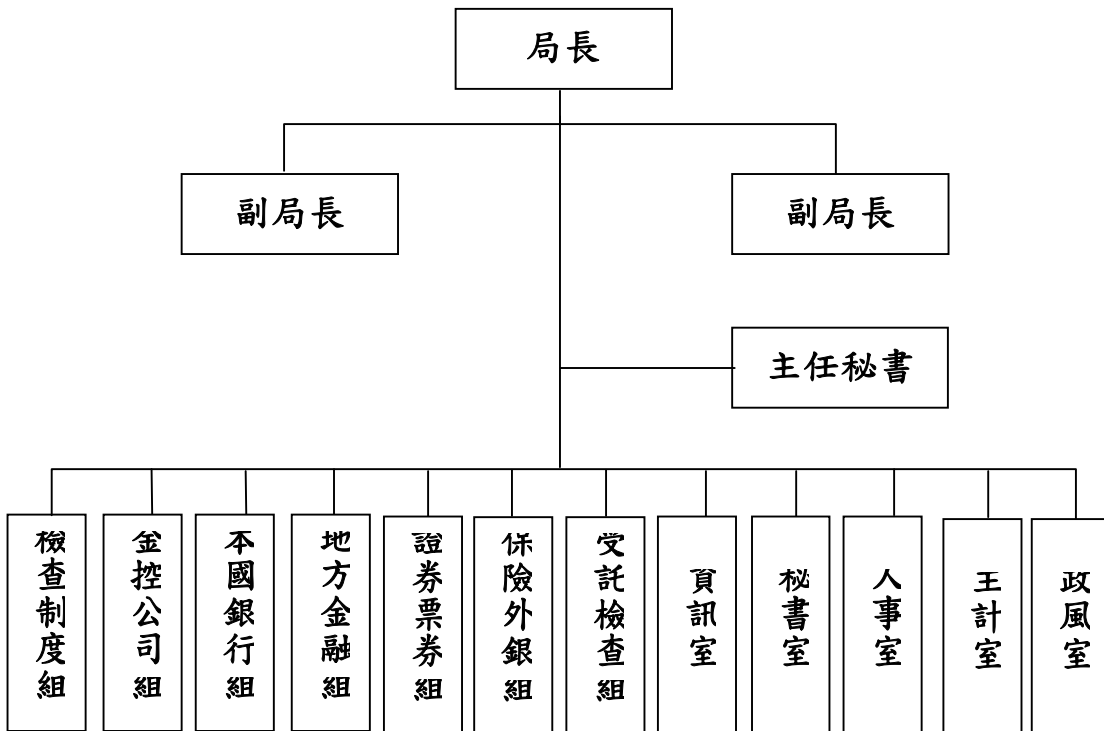 局長
副局長
副局長
主任秘書
檢查制度組
金控公司組
本國銀行組
地方金融組
證券票券組
保險外銀組
受託檢查組
資訊室
秘書室
人事室
主計室
政風室